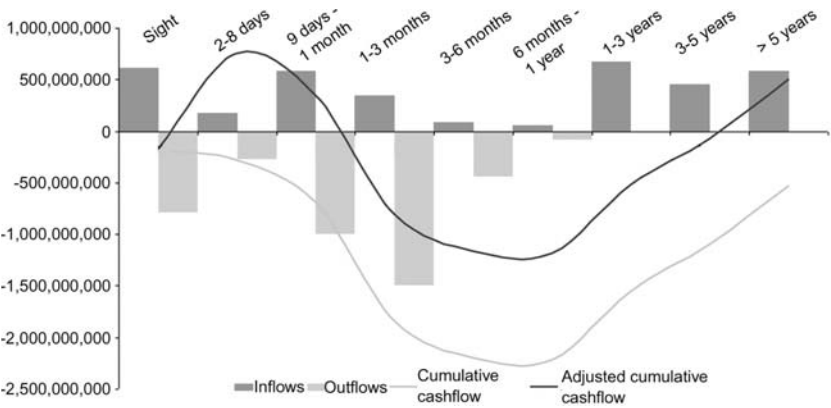 1,000,000,000
500,000,000
0
-500,000,000
-1,000,000,000
-1,500,000,000
-2,000,000,000
-2,500,000,000
Sight
2-8 days
9 days -
1 month
1-3 months
3-6 months
6 months -
1 year
1-3 years
3-5 years
> 5 years
Inflows
Outflows
Cumulative
cashflow
Adjusted cumulative
cashflow